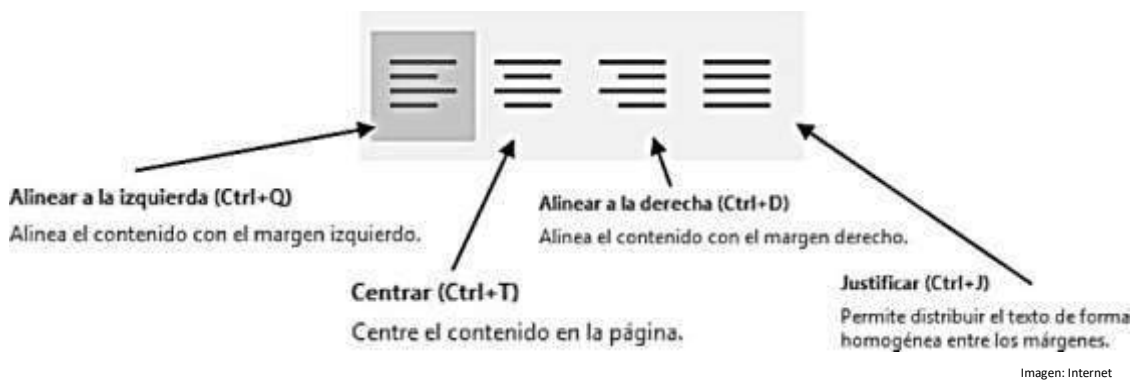 Alinear a la izquierda (Ctrl+Q)
Alinea el contenido con el margen izquierdo.
Centrar (Ctrl+T)
Centre el contenido en la página.
Alinear a la derecha (Ctrl+D)
Alinea el contenido con el margen derecho.
Justificar (Ctrl+J)
Permite distribuir el texto de forma
homogénea entre los márgenes.
Imagen: Internet